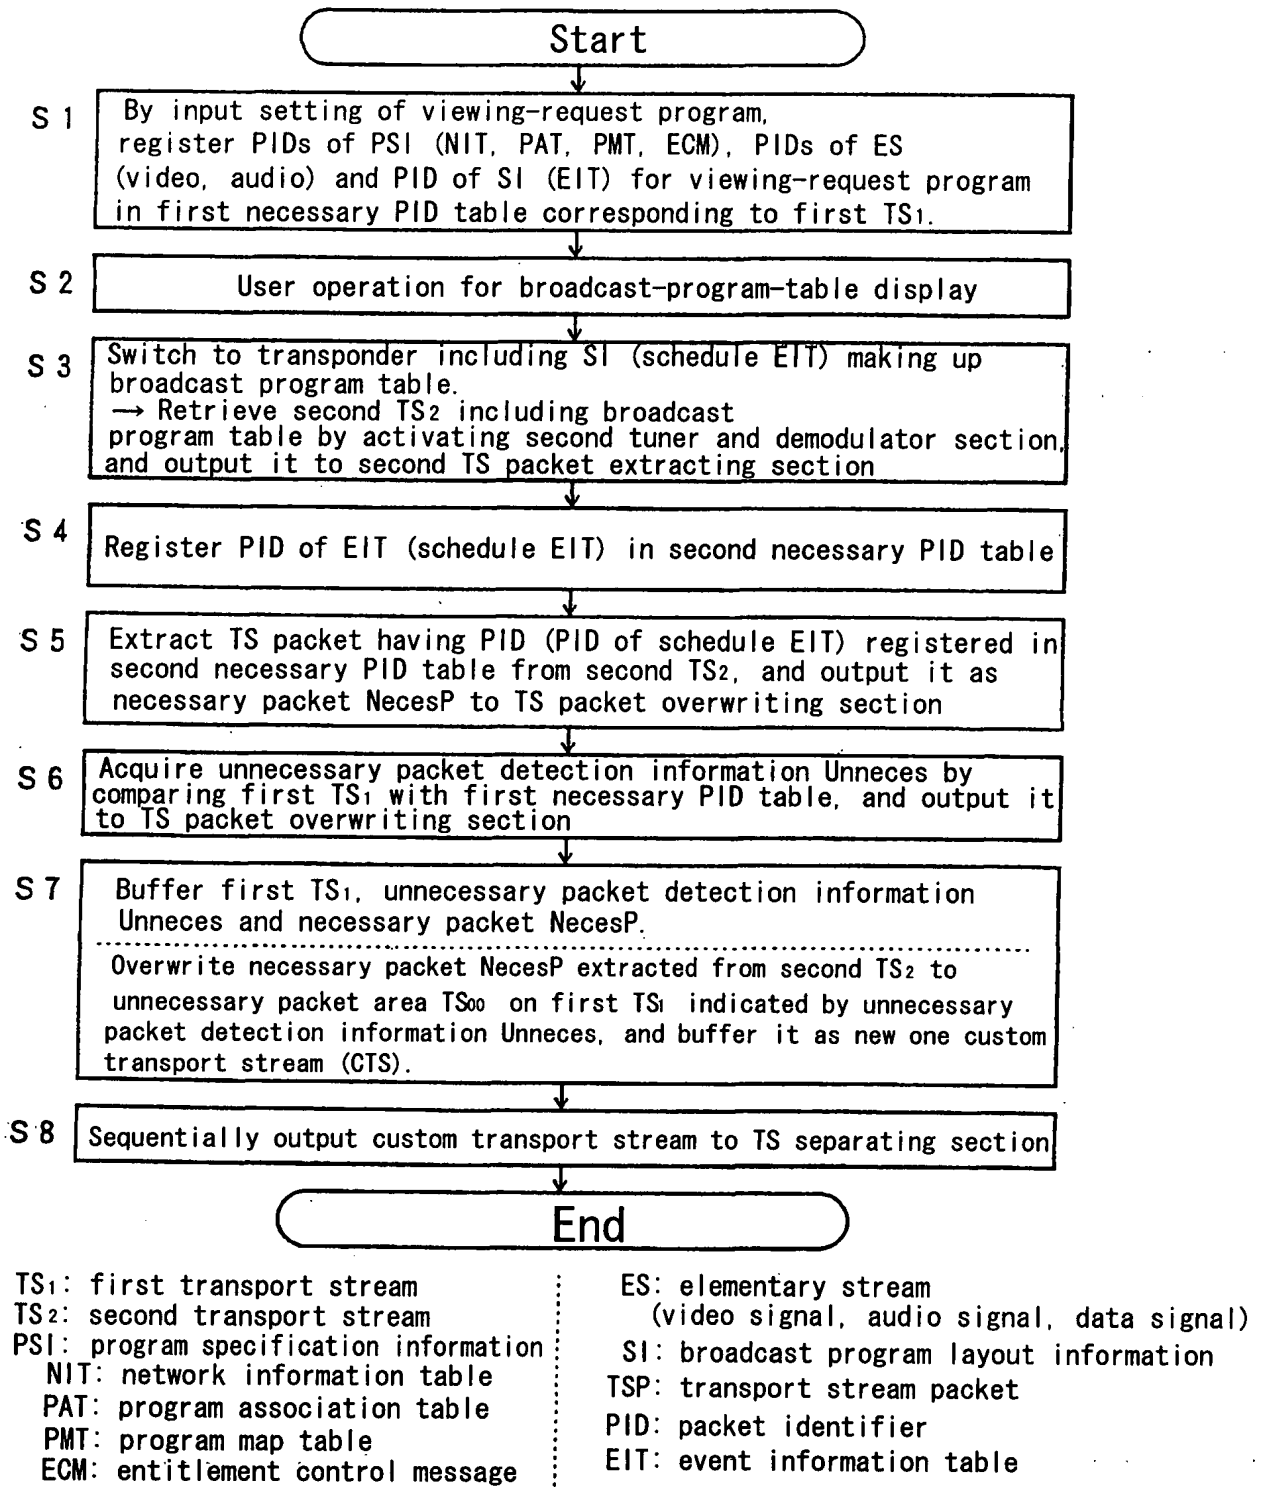 Start
S 1
By input setting of viewing-request program,
register PIDs of PSI (NIT, PAT, PMT, ECM), PIDs of ES
(video, audio) and PID of SI (EIT) for viewing-request program
in first necessary PID table corresponding to first TS1.
S 2
User operation for broadcast-program-table display
S 3
Switch to transponder including SI (schedule EIT) making up
broadcast program table.
→ Retrieve second TS2 including broadcast
program table by activating second tuner and demodulator section,
and output it to second TS packet extracting section
S 4
Register PID of EIT (schedule EIT) in second necessary PID table
S 5
Extract TS packet having PID (PID of schedule EIT) registered in
second necessary PID table from second TS2, and output it as
necessary packet NecesP to TS packet overwriting section
S 6
Acquire unnecessary packet detection information Unneces by
comparing first TS1 with first necessary PID table, and output it
to TS packet overwriting section
S 7
Buffer first TS1, unnecessary packet detection information
Unneces and necessary packet NecesP.
Overwrite necessary packet NecesP extracted from second TS2 to
unnecessary packet area TS00 on first TS1 indicated by unnecessary
packet detection information Unneces, and buffer it as new one custom
transport stream (CTS).
S 8
Sequentially output custom transport stream to TS separating section
End
TS1: first transport stream
TS2: second transport stream
PSI: program specification information
NIT: network information table
PAT: program association table
PMT: program map table
ECM: entitlement control message
ES: elementary stream
(video signal, audio signal, data signal)
SI: broadcast program layout information
TSP: transport stream packet
PID: packet identifier
EIT: event information table